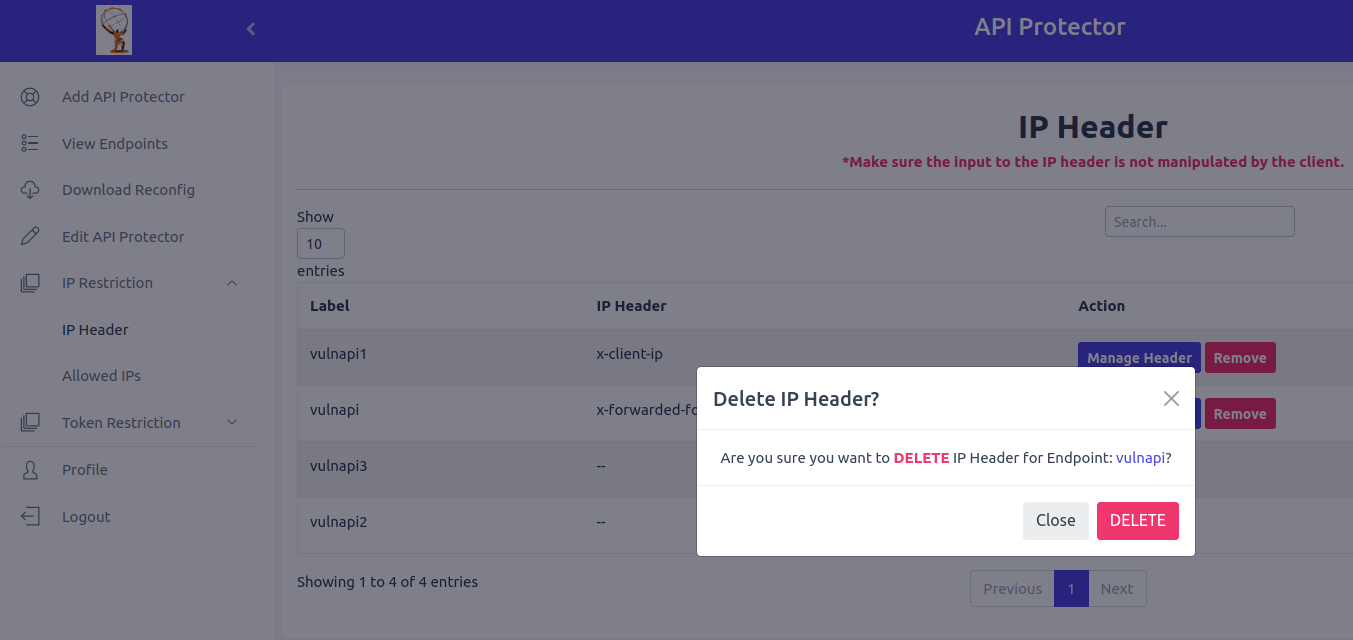 API Protector
Add API Protector
View Endpoints
Download Reconfig
Edit API Protector
IP Restriction
IP Header
Allowed IPs
Token Restriction
Profile
Logout
IP Header
*Make sure the input to the IP header is not manipulated by the client.
Show
10
entries
Search...
Label IP Header Action
vulnapi1 x-client-ip Manage Header Remove
vulnapi x-forwarded-fo Remove
vulnapi3 --
vulnapi2 --
Showing 1 to 4 of 4 entries
Previous 1 Next
Delete IP Header?
Are you sure you want to DELETE IP Header for Endpoint: vulnapi?
Close DELETE